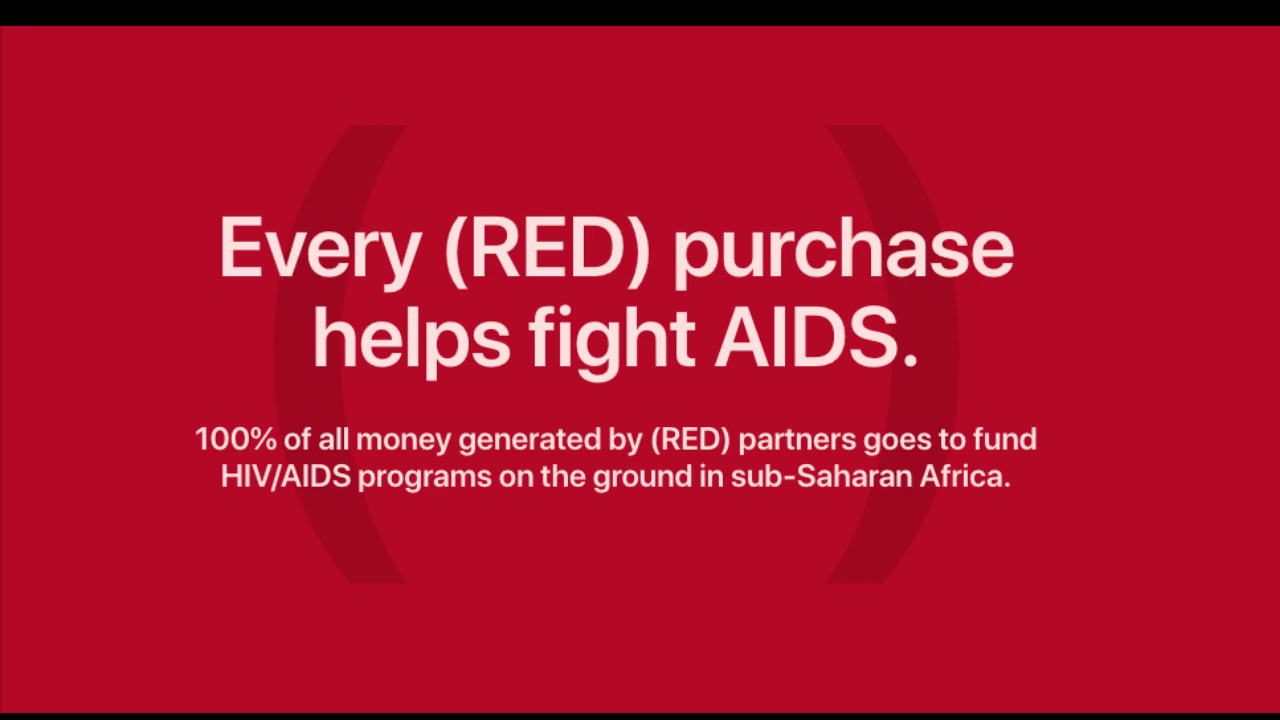 Every (RED) purchase
helps fight AIDS.
100% of all money generated by (RED) partners goes to fund
HIV/AIDS programs on the ground in sub-Saharan Africa.